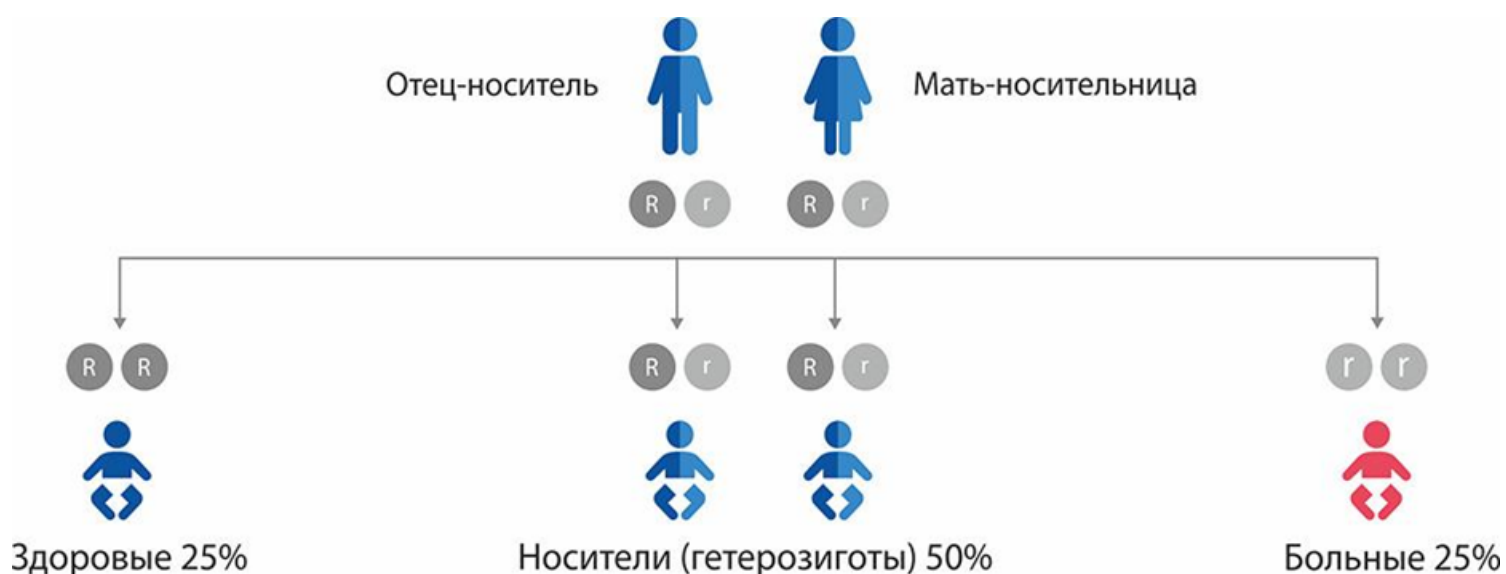 Отец-носитель
Мать-носительница
R r R r
R R R r R r r r
Здоровые 25%
Носители (гетерозиготы) 50%
Больные 25%